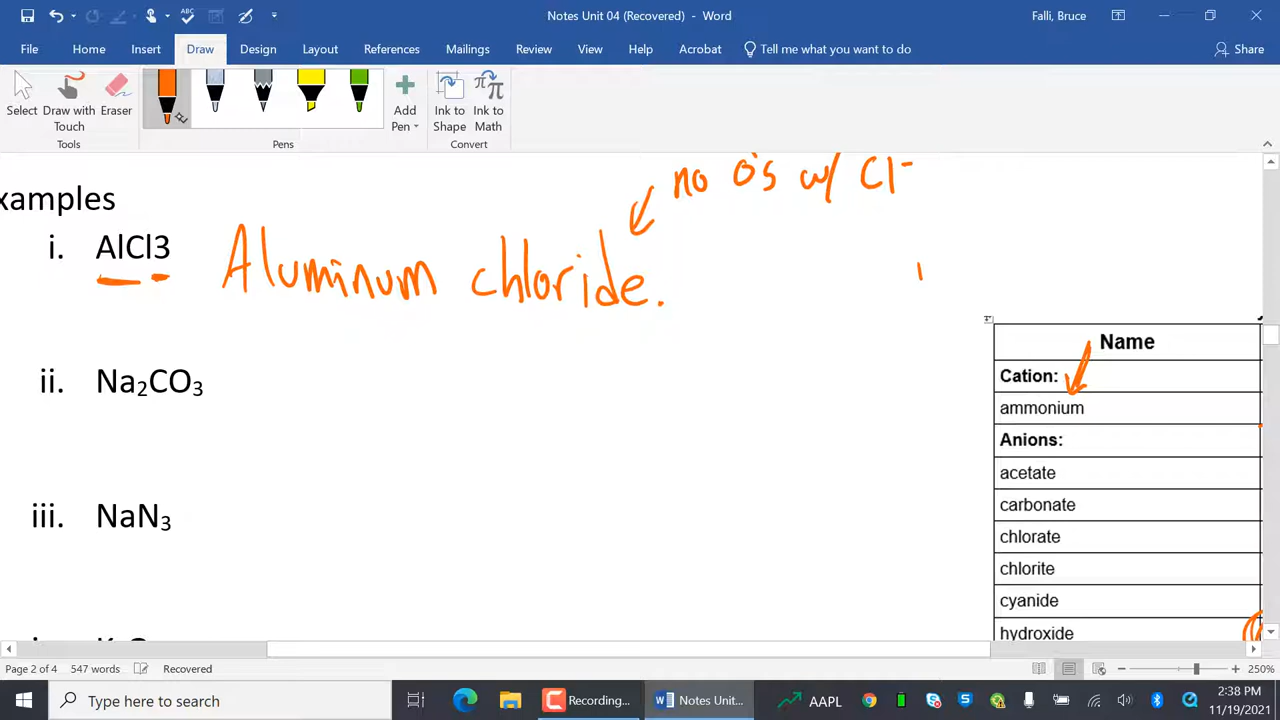 Notes Unit 04 (Recovered) - Word
Falli, Bruce
File Home Insert Draw Design Layout References Mailings Review View Help Acrobat Tell me what you want to do Share
Select
Draw with Touch
Eraser
Add Pen
Ink to Shape
Ink to Math
Tools
Pens
Convert
no O's w/ Cl-
xamples
i. AlCl3 Aluminum chloride.
ii. Na₂CO₃
iii. NaN₃
Name
Cation:
ammonium
Anions:
acetate
carbonate
chlorate
chlorite
cyanide
hydroxide
Page 2 of 4 547 words Recovered 250%
Type here to search
Recording...
Notes Unit...
AAPL
2:38 PM
11/19/2021